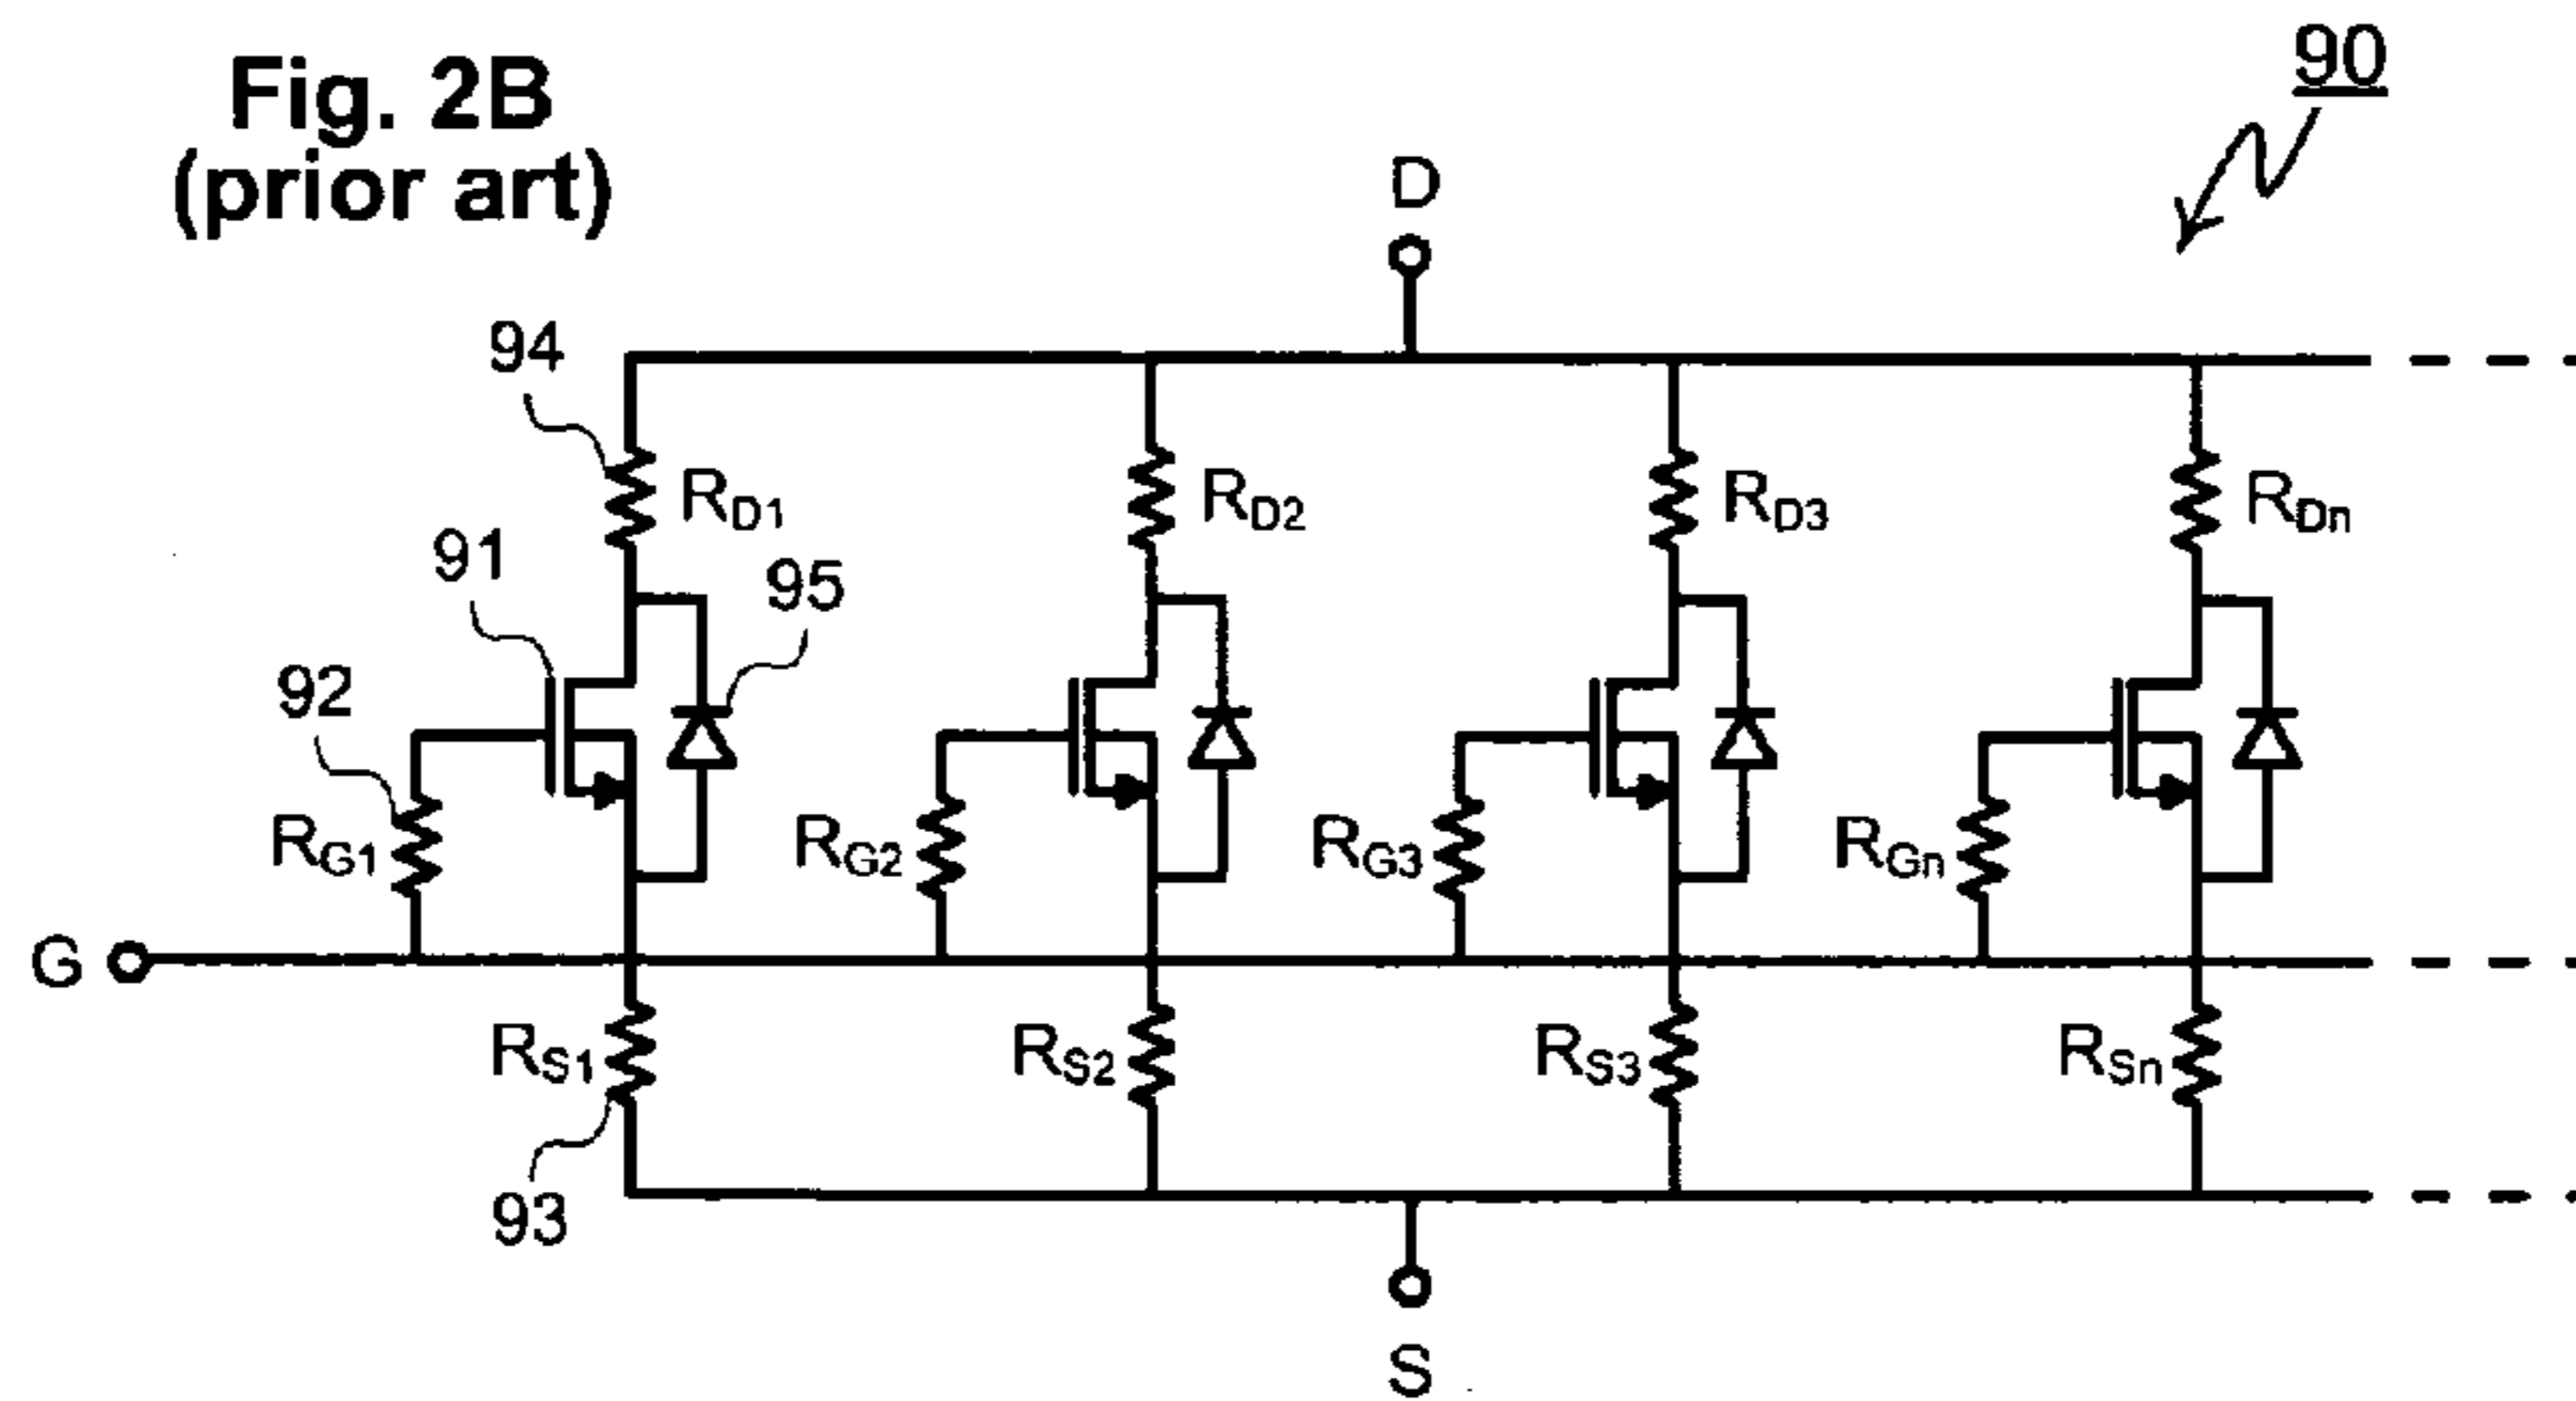 Fig. 2B
(prior art)
90
D
94
RD1
RD2
RD3
RDn
91
95
92
RG1
RG2
RG3
RGn
G
RS1
RS2
RS3
RSn
93
S